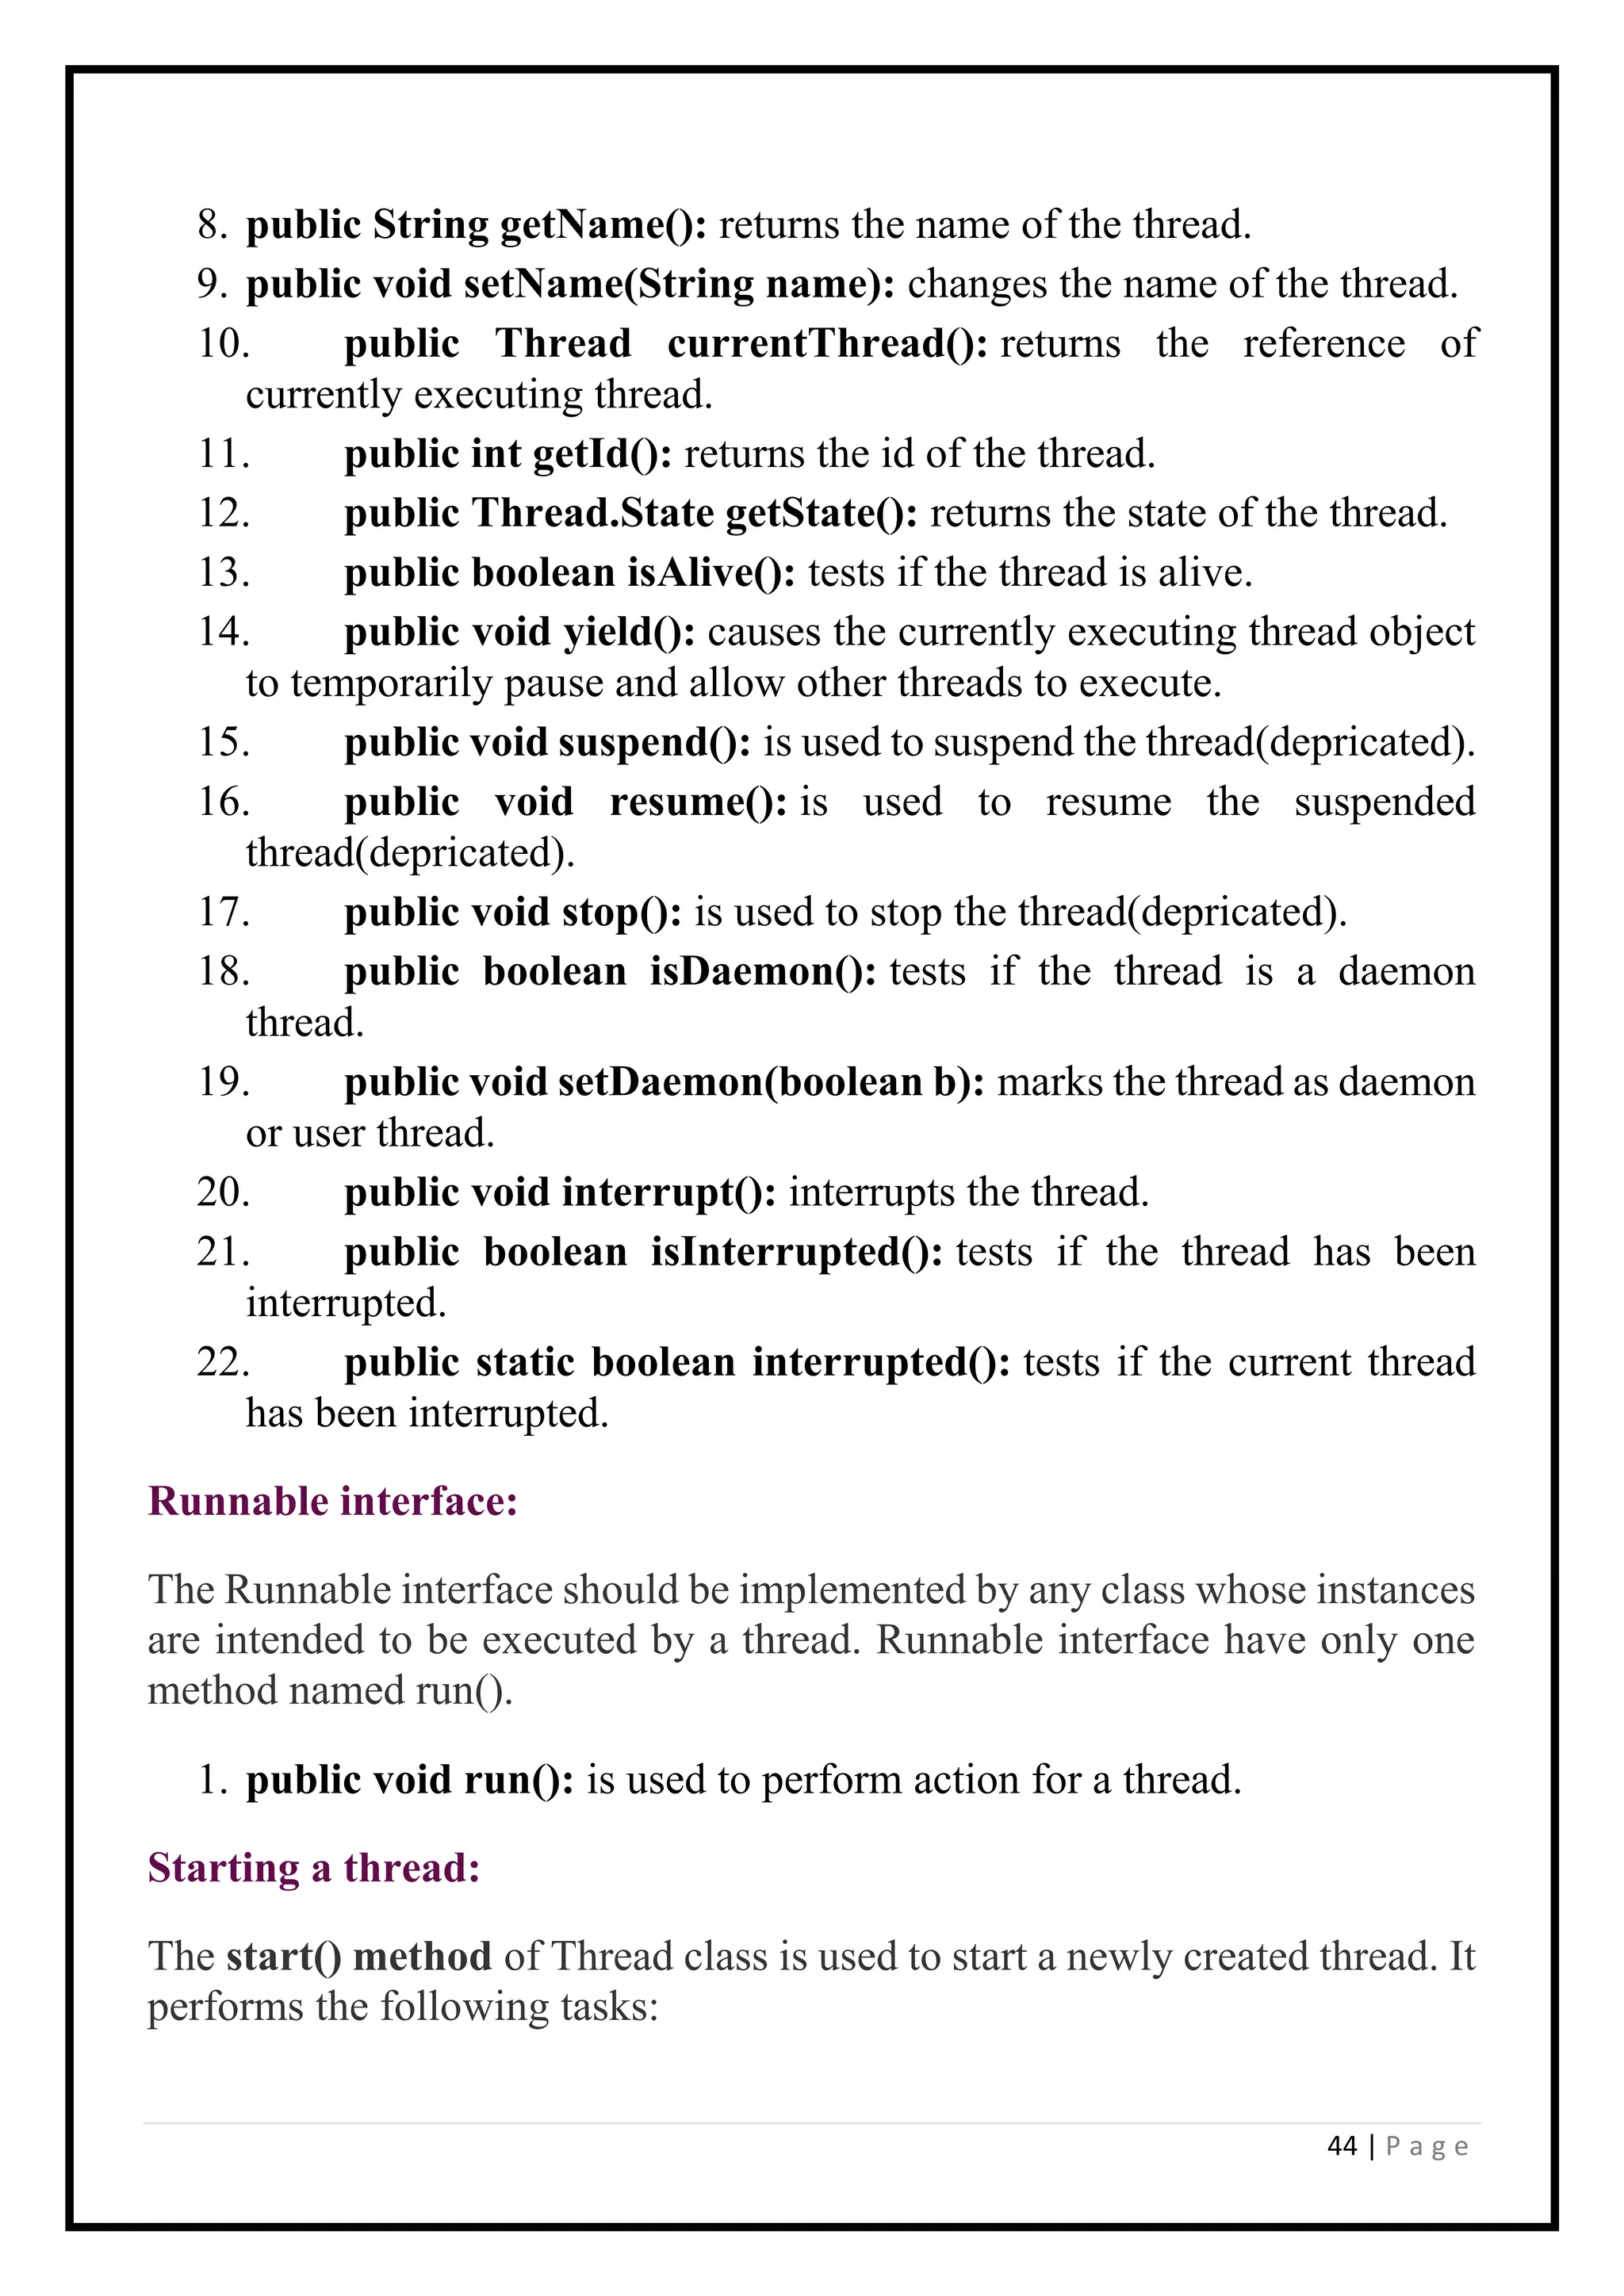 8. public String getName(): returns the name of the thread.
9. public void setName(String name): changes the name of the thread.
10. public Thread currentThread(): returns the reference of
currently executing thread.
11. public int getId(): returns the id of the thread.
12. public Thread.State getState(): returns the state of the thread.
13. public boolean isAlive(): tests if the thread is alive.
14. public void yield(): causes the currently executing thread object
to temporarily pause and allow other threads to execute.
15. public void suspend(): is used to suspend the thread(depricated).
16. public void resume(): is used to resume the suspended
thread(depricated).
17. public void stop(): is used to stop the thread(depricated).
18. public boolean isDaemon(): tests if the thread is a daemon
thread.
19. public void setDaemon(boolean b): marks the thread as daemon
or user thread.
20. public void interrupt(): interrupts the thread.
21. public boolean isInterrupted(): tests if the thread has been
interrupted.
22. public static boolean interrupted(): tests if the current thread
has been interrupted.
Runnable interface:
The Runnable interface should be implemented by any class whose instances
are intended to be executed by a thread. Runnable interface have only one
method named run().
1. public void run(): is used to perform action for a thread.
Starting a thread:
The start() method of Thread class is used to start a newly created thread. It
performs the following tasks:
44 | P a g e